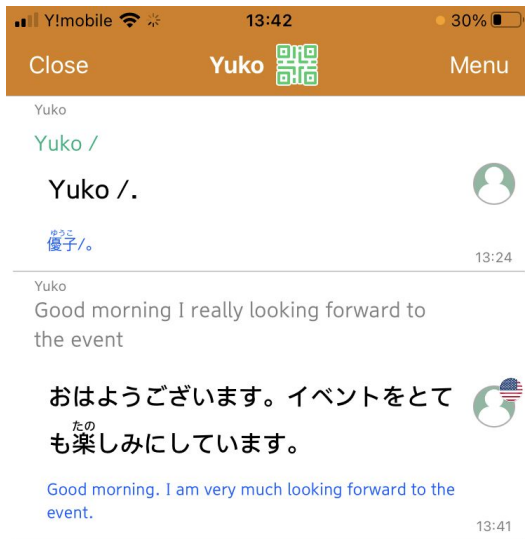 Y!mobile 13:42 30%
Close Yuko Menu
Yuko
Yuko /
Yuko /.
ゆうこ
優子/。
13:24
Yuko
Good morning I really looking forward to
the event
おはようございます。イベントをとて
たの
も楽しみにしています。
Good morning. I am very much looking forward to the
event.
13:41